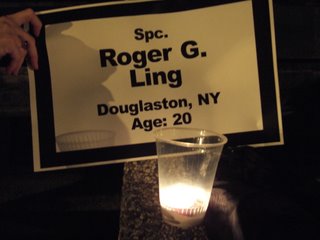 Spc.
Roger G.
Ling
Douglaston, NY
Age: 20